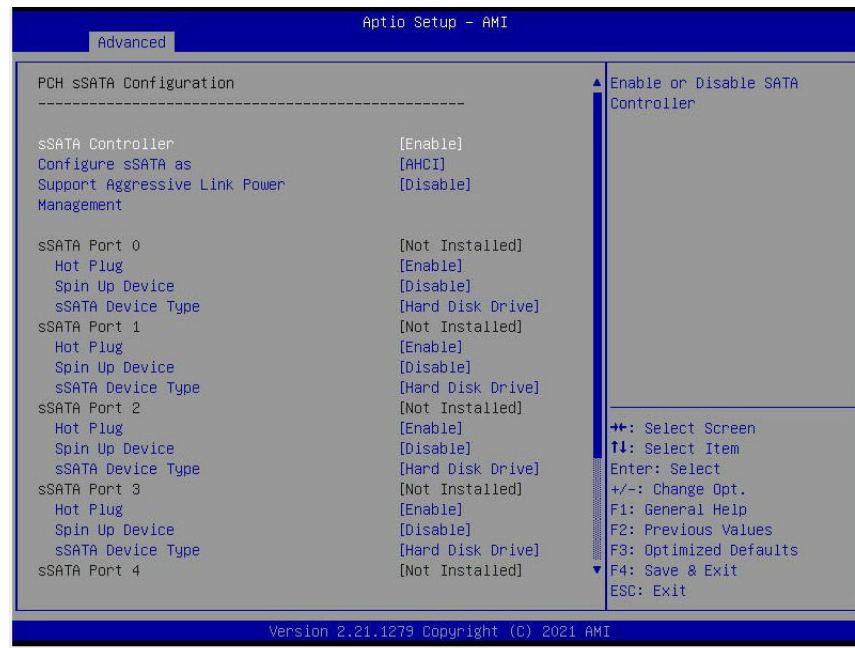 Aptio Setup – AMI
Advanced
PCH sSATA Configuration
--------------------------------------------------
sSATA Controller [Enable]
Configure sSATA as [AHCI]
Support Aggressive Link Power [Disable]
Management
sSATA Port 0 [Not Installed]
Hot Plug [Enable]
Spin Up Device [Disable]
sSATA Device Type [Hard Disk Drive]
sSATA Port 1 [Not Installed]
Hot Plug [Enable]
Spin Up Device [Disable]
sSATA Device Type [Hard Disk Drive]
sSATA Port 2 [Not Installed]
Hot Plug [Enable]
Spin Up Device [Disable]
sSATA Device Type [Hard Disk Drive]
sSATA Port 3 [Not Installed]
Hot Plug [Enable]
Spin Up Device [Disable]
sSATA Device Type [Hard Disk Drive]
sSATA Port 4 [Not Installed]
Enable or Disable SATA
Controller
→←: Select Screen
↑↓: Select Item
Enter: Select
+/-: Change Opt.
F1: General Help
F2: Previous Values
F3: Optimized Defaults
F4: Save & Exit
ESC: Exit
Version 2.21.1279 Copyright (C) 2021 AMI